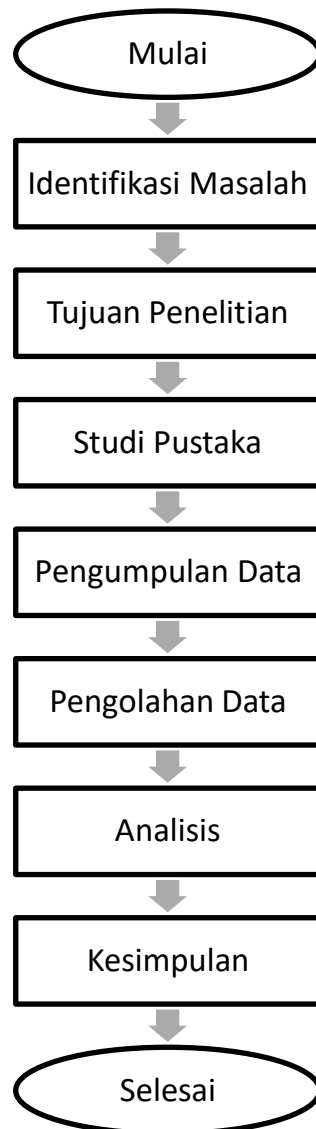 Mulai
Identifikasi Masalah
Tujuan Penelitian
Studi Pustaka
Pengumpulan Data
Pengolahan Data
Analisis
Kesimpulan
Selesai